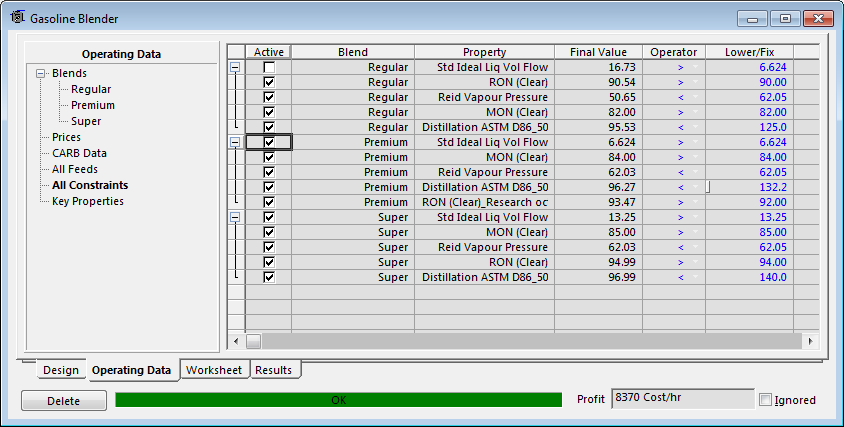 Gasoline Blender
Operating Data
Blends
Regular
Premium
Super
Prices
CARB Data
All Feeds
All Constraints
Key Properties
Active Blend Property Final Value Operator Lower/Fix
Regular Std Ideal Liq Vol Flow 16.73 > 6.624
Regular RON (Clear) 90.54 > 90.00
Regular Reid Vapour Pressure 50.65 < 62.05
Regular MON (Clear) 82.00 > 82.00
Regular Distillation ASTM D86_50 95.53 < 125.0
Premium Std Ideal Liq Vol Flow 6.624 > 6.624
Premium MON (Clear) 84.00 > 84.00
Premium Reid Vapour Pressure 62.03 < 62.05
Premium Distillation ASTM D86_50 96.27 < 132.2
Premium RON (Clear)_Research oc 93.47 > 92.00
Super Std Ideal Liq Vol Flow 13.25 > 13.25
Super MON (Clear) 85.00 > 85.00
Super Reid Vapour Pressure 62.03 < 62.05
Super RON (Clear) 94.99 > 94.00
Super Distillation ASTM D86_50 96.99 < 140.0
Design Operating Data Worksheet Results
Delete OK Profit 8370 Cost/hr Ignored